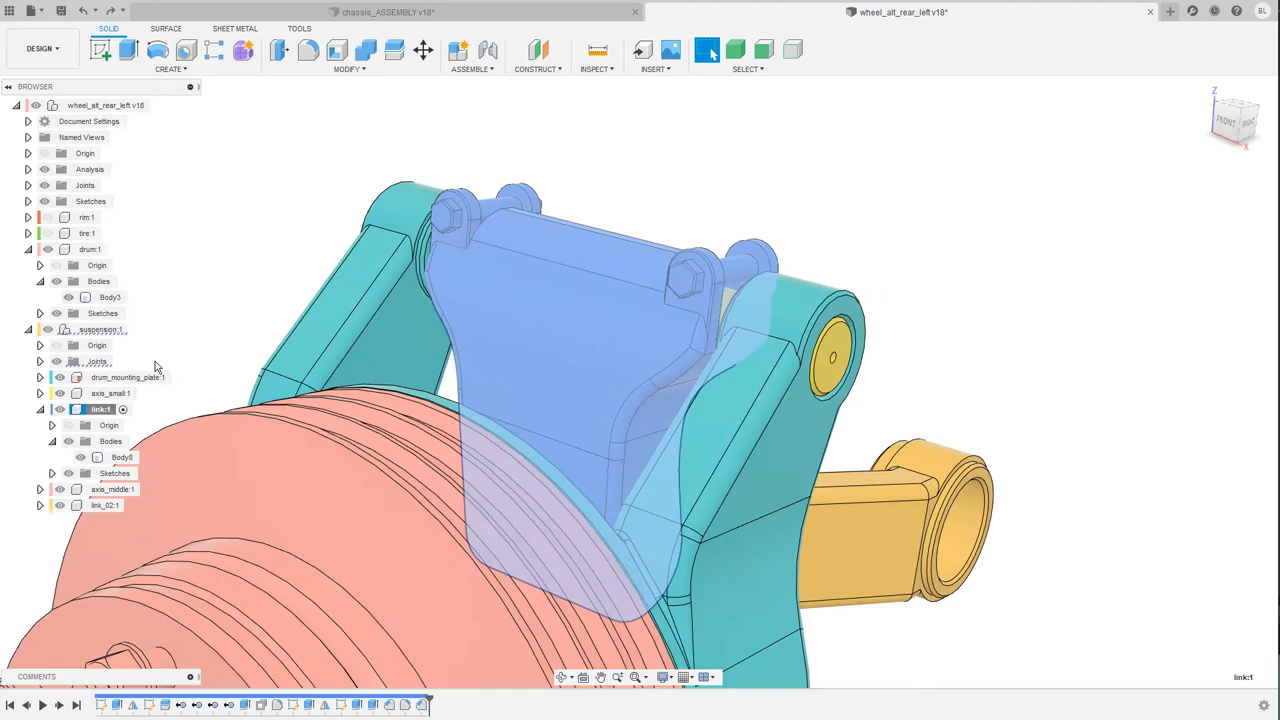 chassis_ASSEMBLY v18*
wheel_alt_rear_left v18*
BL
DESIGN
SOLID
SURFACE
SHEET METAL
TOOLS
CREATE
MODIFY
ASSEMBLE
CONSTRUCT
INSPECT
INSERT
SELECT
BROWSER
wheel_alt_rear_left v18
Document Settings
Named Views
Origin
Analysis
Joints
Sketches
rim:1
tire:1
drum:1
Origin
Bodies
Body3
Sketches
suspension:1
Origin
Joints
drum_mounting_plate:1
axis_small:1
link:1
Origin
Bodies
Body8
Sketches
axis_middle:1
link_02:1
Z
FRONT
RIGHT
X
COMMENTS
link:1